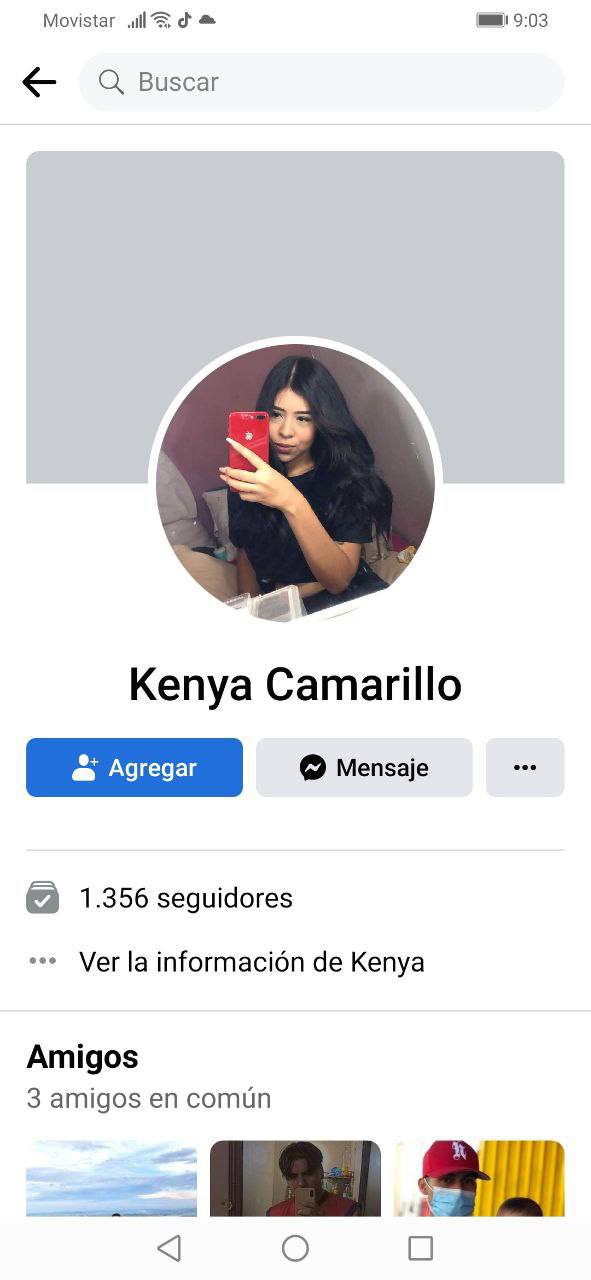 Movistar 9:03
Buscar
Kenya Camarillo
Agregar Mensaje
1.356 seguidores
Ver la información de Kenya
Amigos
3 amigos en común